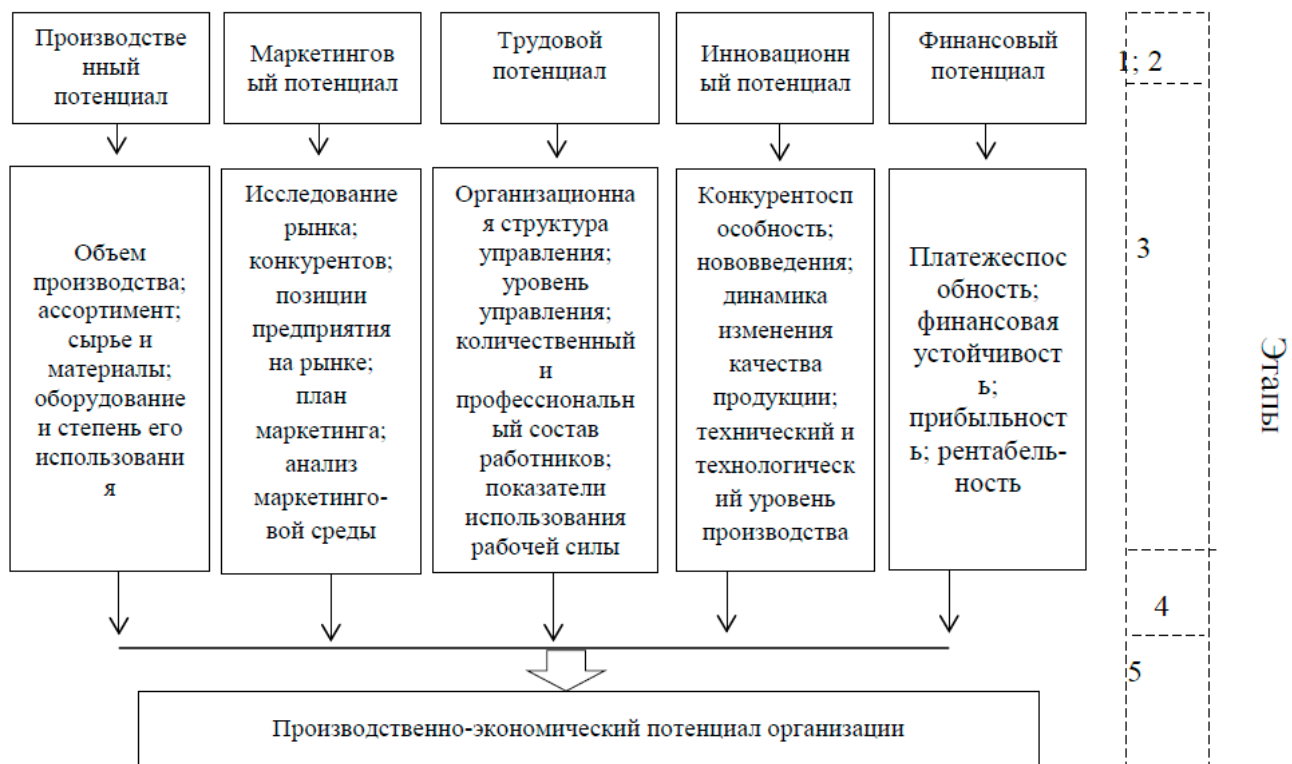 Производстве
нный
потенциал
Маркетингов
ый потенциал
Трудовой
потенциал
Инновационн
ый потенциал
Финансовый
потенциал
1; 2
Объем
производства;
ассортимент;
сырье и
материалы;
оборудование
и степень его
использовани
я
Исследование
рынка;
конкурентов;
позиции
предприятия
на рынке;
план
маркетинга;
анализ
маркетинго-
вой среды
Организационна
я структура
управления;
уровень
управления;
количественный
и
профессиональн
ый состав
работников;
показатели
использования
рабочей силы
Конкурентосп
особность;
нововведения;
динамика
изменения
качества
продукции;
технический и
технологическ
ий уровень
производства
Платежеспос
обность;
финансовая
устойчивост
ь;
прибыльност
ь; рентабель-
ность
3
4
5
Этапы
Производственно-экономический потенциал организации